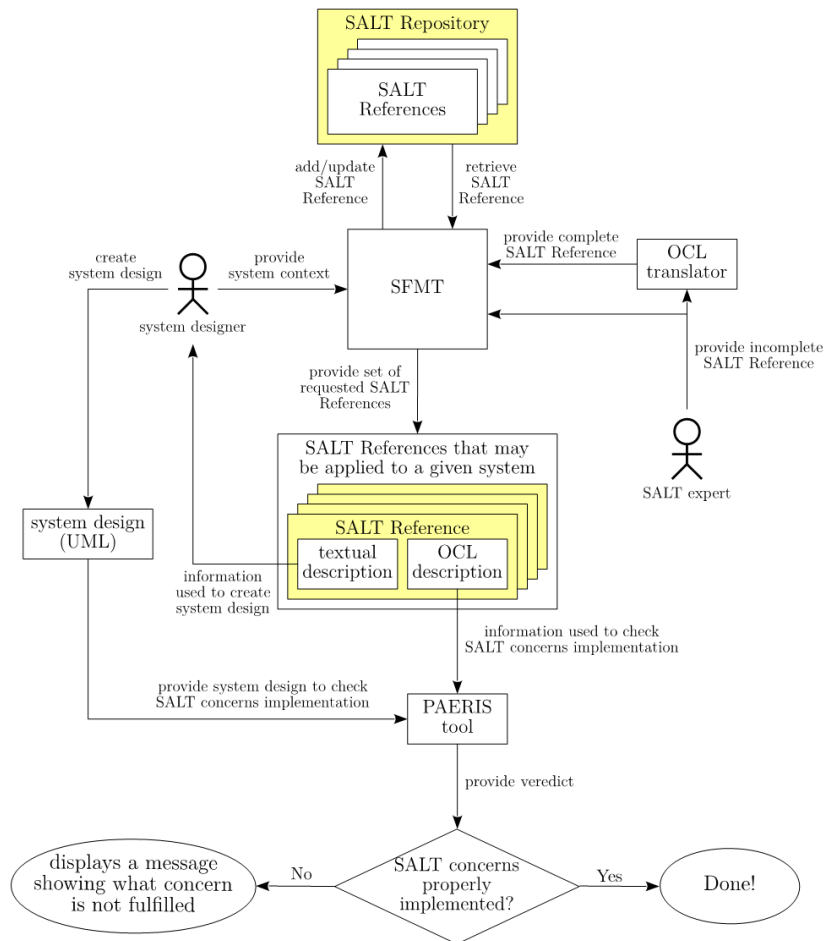 SALT Repository
SALT
References
add/update
SALT
Reference
retrieve
SALT
Reference
create
system design
provide
system context
system designer
SFMT
provide complete
SALT Reference
OCL
translator
provide incomplete
SALT Reference
SALT expert
provide set of
requested SALT
References
SALT References that may
be applied to a given system
SALT Reference
textual
description
OCL
description
system design
(UML)
information
used to create
system design
information used to check
SALT concerns implementation
provide system design to check
SALT concerns implementation
PAERIS
tool
provide veredict
SALT concerns
properly
implemented?
No
Yes
displays a message
showing what concern
is not fulfilled
Done!